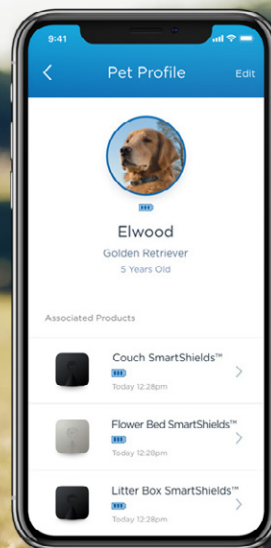 9:41
Pet Profile
Edit
Elwood
Golden Retriever
5 Years Old
Associated Products
Couch SmartShields™
Today 12:28pm
Flower Bed SmartShields™
Today 12:28pm
Litter Box SmartShields™
Today 12:28pm